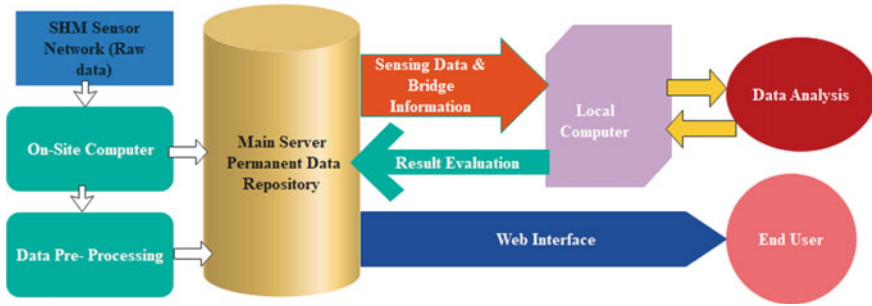 SHM Sensor
Network (Raw
data)
On-Site Computer
Data Pre- Processing
Main Server
Permanent Data
Repository
Sensing Data &
Bridge
Information
Result Evaluation
Web Interface
Local
Computer
Data Analysis
End User